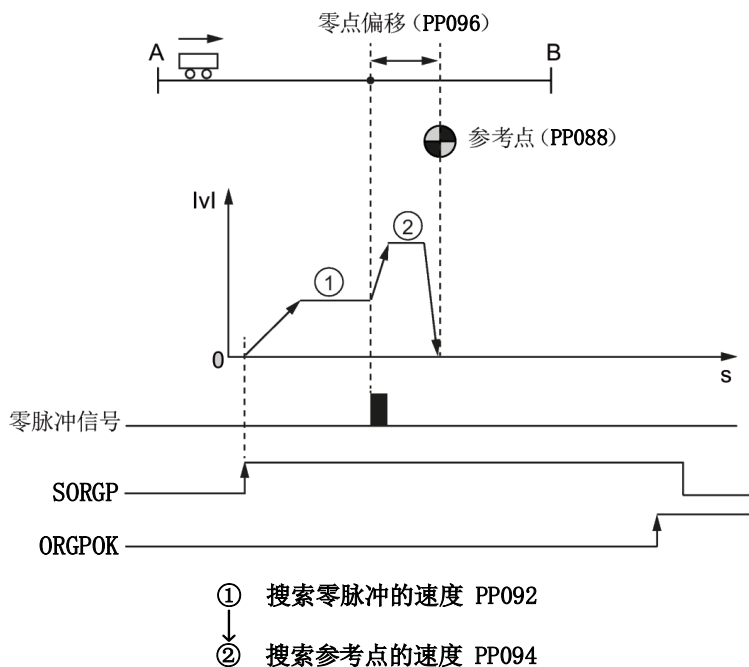 零点偏移（PP096）
A
B
参考点（PP088）
|v|
②
①
0
s
零脉冲信号
SORGP
ORGPOK
① 搜索零脉冲的速度 PP092
② 搜索参考点的速度 PP094